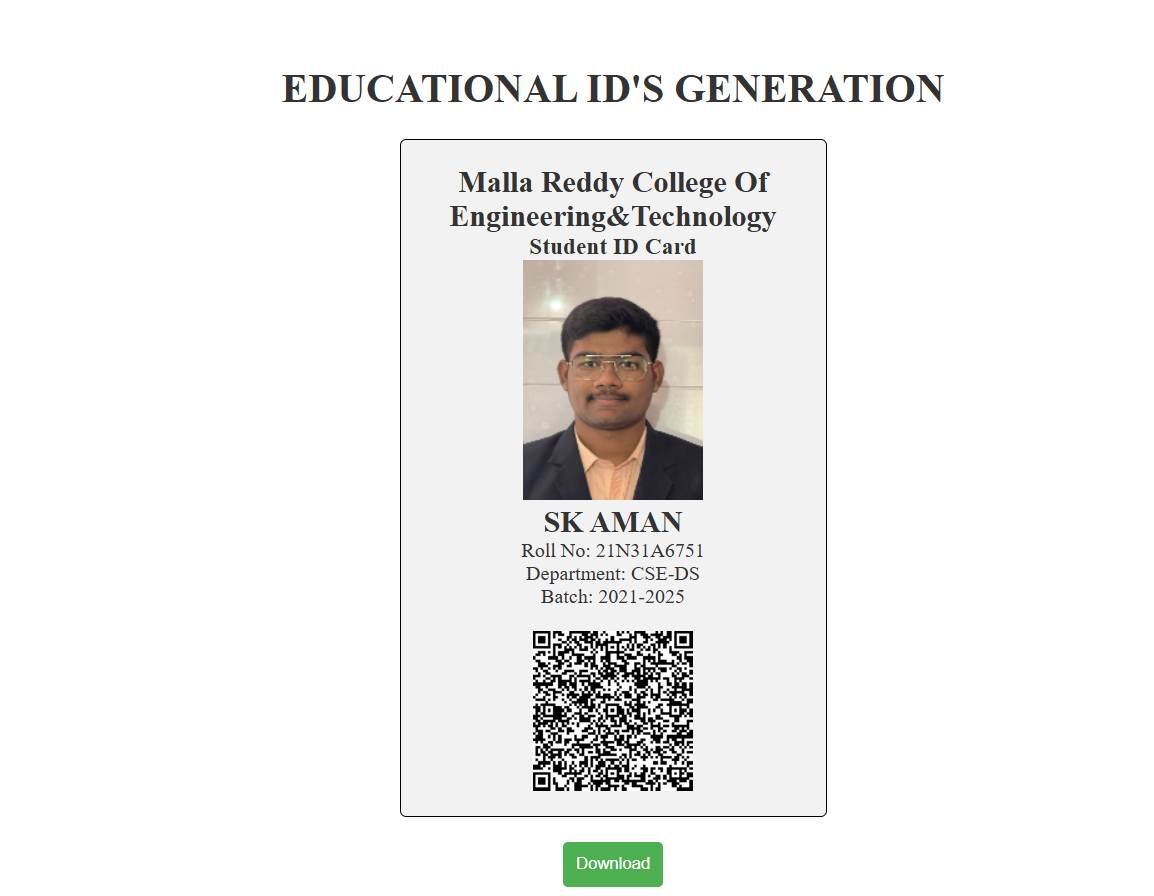 EDUCATIONAL ID'S GENERATION
Malla Reddy College Of
Engineering&Technology
Student ID Card
SK AMAN
Roll No: 21N31A6751
Department: CSE-DS
Batch: 2021-2025
Download